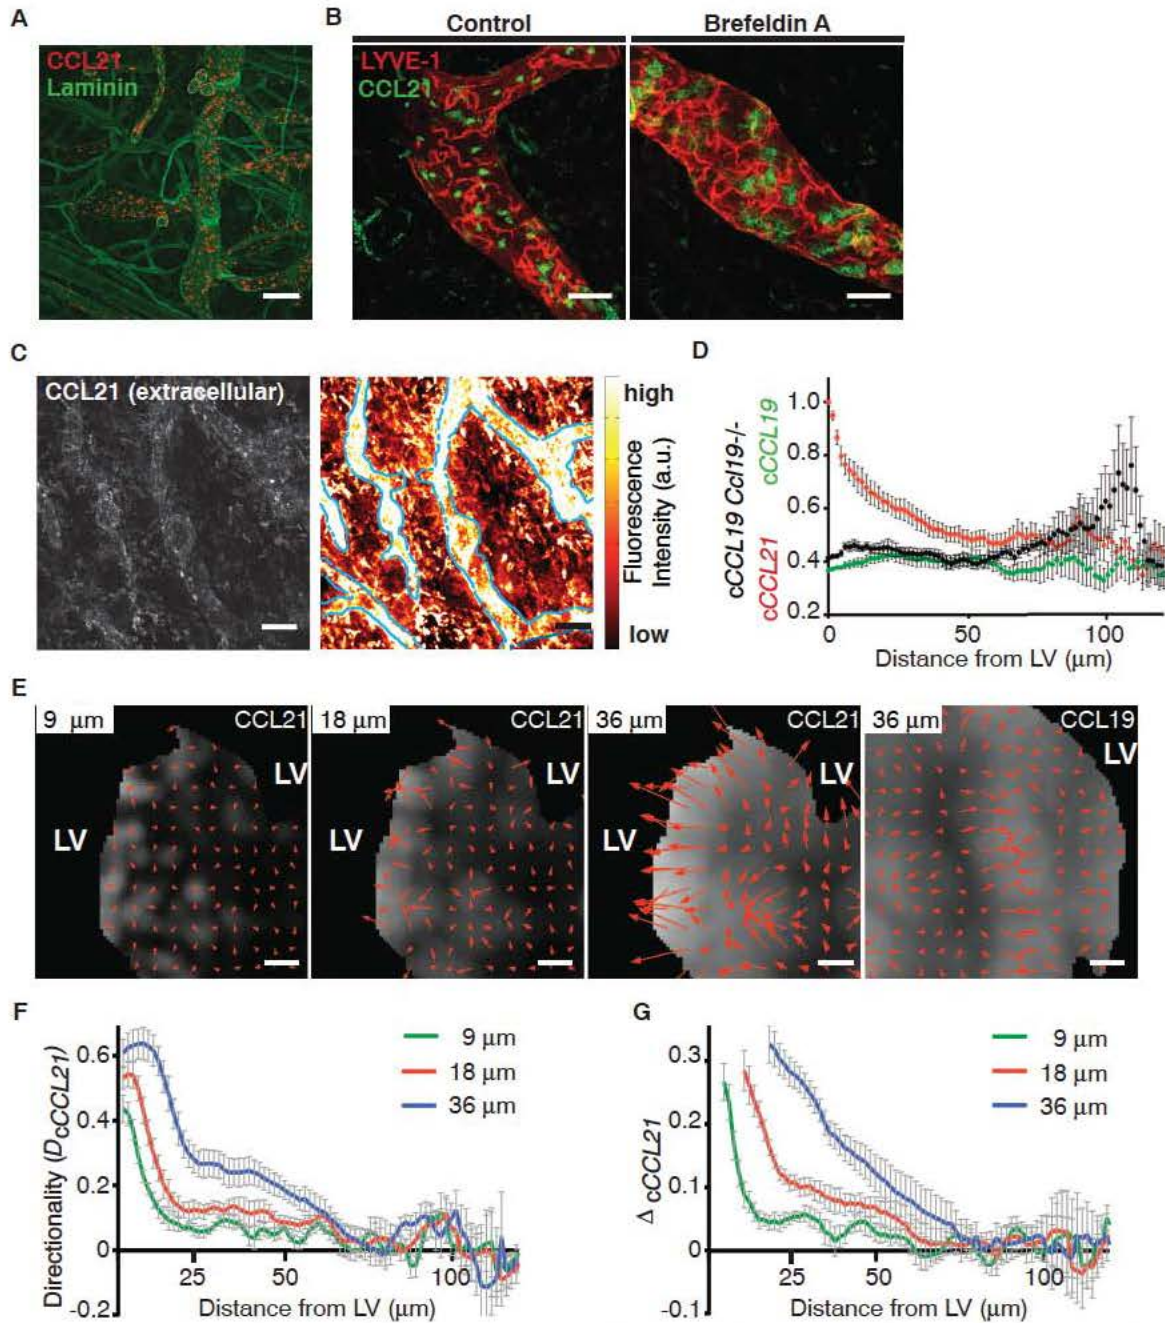 A
CCL21
Laminin
B
Control
Brefeldin A
LYVE-1
CCL21
C
CCL21 (extracellular)
high
Fluorescence
Intensity (a.u.)
low
D
cCCL19 Ccl19-/-
cCCL21
cCCL19
1.0
0.8
0.6
0.4
0.2
0
50
100
Distance from LV (μm)
E
9 μm
CCL21
LV
LV
18 μm
CCL21
LV
LV
36 μm
CCL21
LV
LV
36 μm
CCL19
LV
F
Directionality (DcCCL21)
0.6
0.4
0.2
0
-0.2
25
50
100
9 μm
18 μm
36 μm
Distance from LV (μm)
G
Δ cCCL21
0.3
0.2
0.1
0
-0.1
25
50
100
9 μm
18 μm
36 μm
Distance from LV (μm)